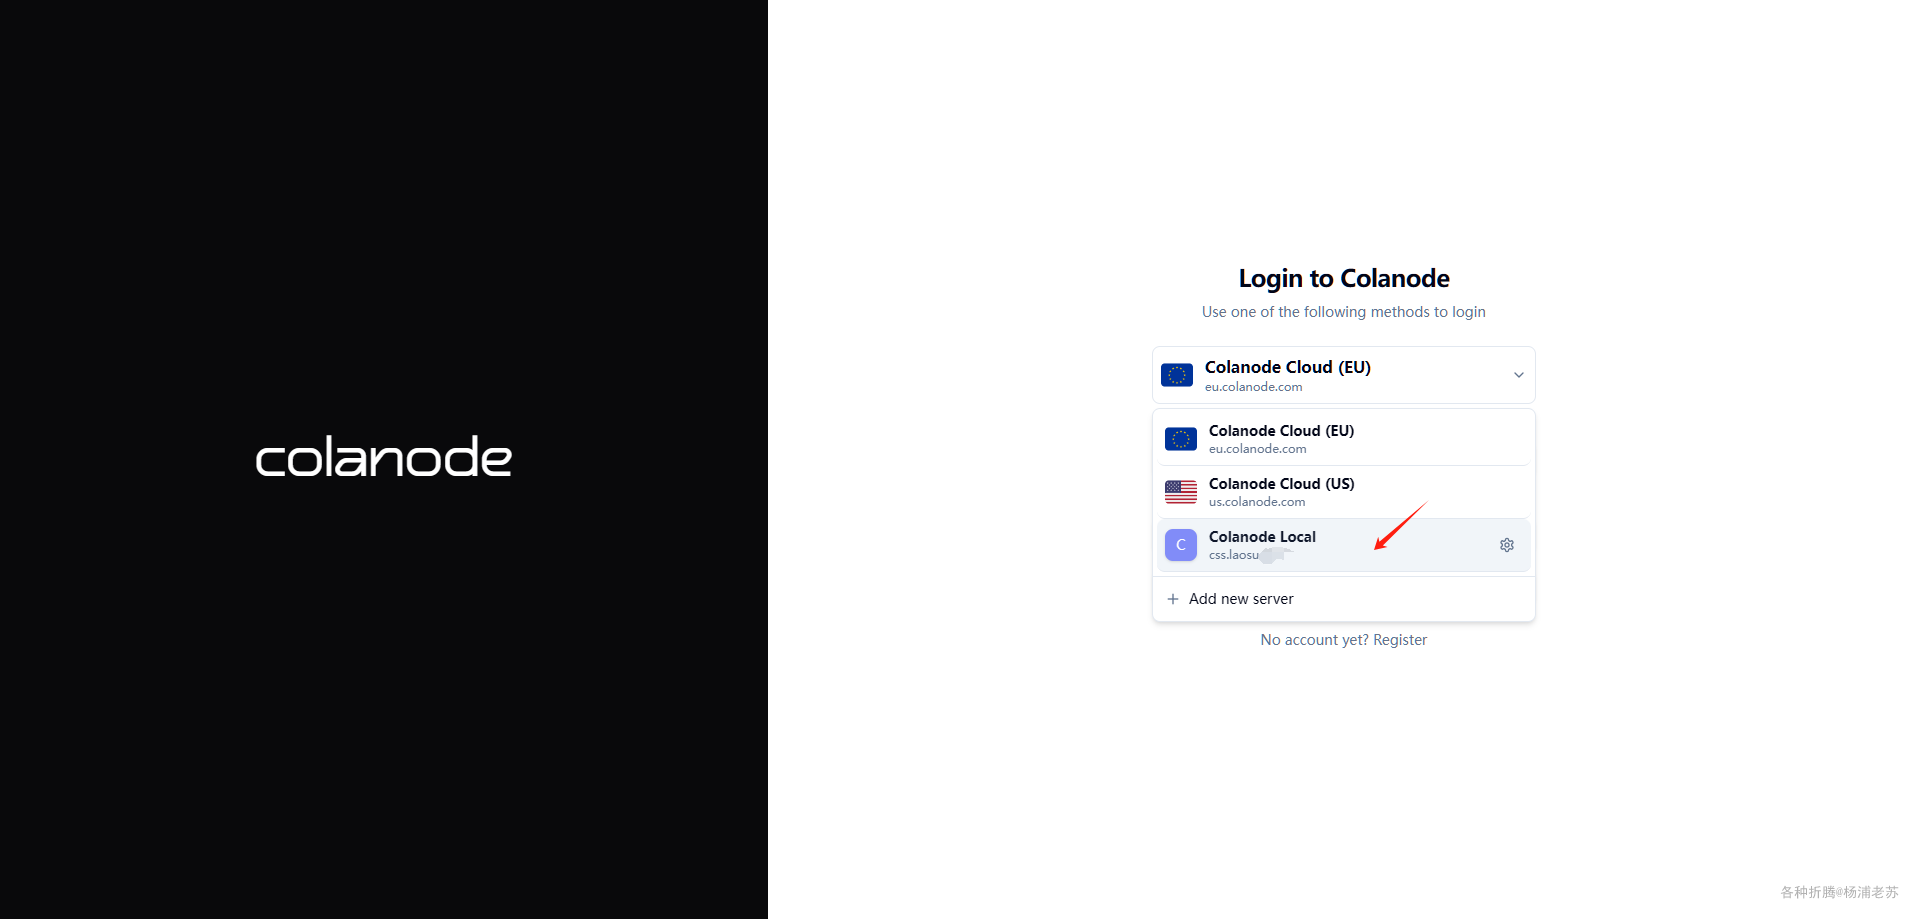 colanode
Login to Colanode
Use one of the following methods to login
Colanode Cloud (EU)
eu.colanode.com
Colanode Cloud (EU)
eu.colanode.com
Colanode Cloud (US)
us.colanode.com
C
Colanode Local
css.laosu
Add new server
No account yet? Register
各种折腾@杨浦老苏